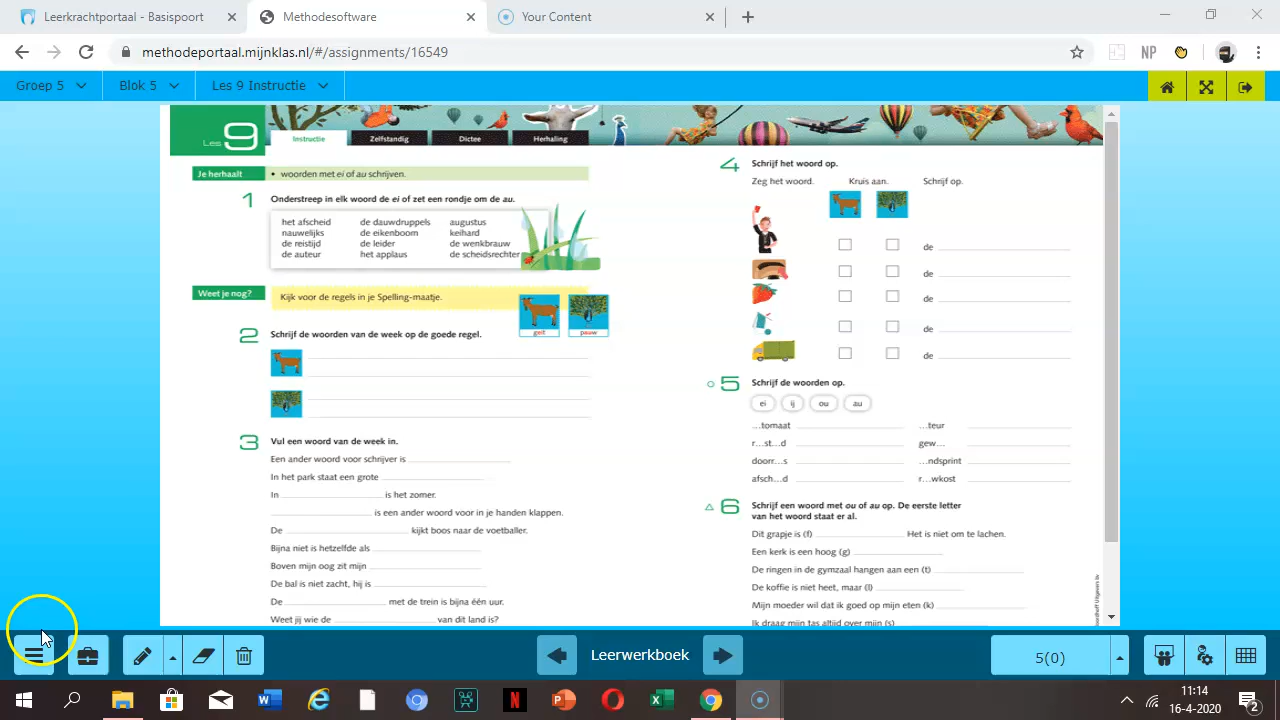 Leerkrachtportaal - Basispoort
Methodesoftware
Your Content
methodeportaal.mijnklas.nl/#/assignments/16549
NP
Groep 5
Blok 5
Les 9 Instructie
Les 9
Instructie
Zelfstandig
Dictee
Herhaling
Je herhaalt
• woorden met ei of au schrijven.
1 Onderstreep in elk woord de ei of zet een rondje om de au.
het afscheid de dauwdruppels augustus
nauwelijks de eikenboom keihard
de reistijd de leider de wenkbrauw
de auteur het applaus de scheidsrechter
Weet je nog?
Kijk voor de regels in je Spelling-maatje.
geit
pauw
2 Schrijf de woorden van de week op de goede regel.
3 Vul een woord van de week in.
Een ander woord voor schrijver is
In het park staat een grote
In is het zomer.
is een ander woord voor in je handen klappen.
De kijkt boos naar de voetballer.
Bijna niet is hetzelfde als
Boven mijn oog zit mijn
De bal is niet zacht, hij is
De met de trein is bijna één uur.
Weet jij wie de van dit land is?
4 Schrijf het woord op.
Zeg het woord. Kruis aan. Schrijf op.
de
de
de
de
de
5 Schrijf de woorden op.
ei ij ou au
...tomaat ...teur
r...st...d gew...
doorr...s ...ndsprint
afsch...d r...wkost
6 Schrijf een woord met ou of au op. De eerste letter
van het woord staat er al.
Dit grapje is (f) Het is niet om te lachen.
Een kerk is een hoog (g)
De ringen in de gymzaal hangen aan een (t)
De koffie is niet heet, maar (l)
Mijn moeder wil dat ik goed op mijn eten (k)
Ik draag mijn tas altijd over mijn (s)
Leerwerkboek
5(0)
11:14
16-4-2020
2